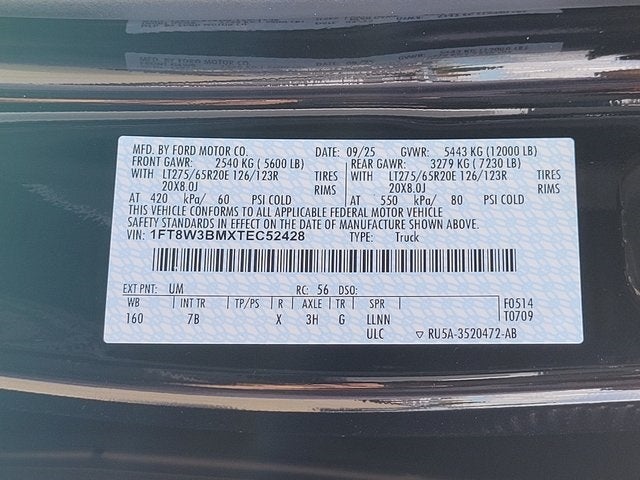 MFD. BY FORD MOTOR CO. DATE: 09/25 GVWR: 5443 KG (12000 LB)
FRONT GAWR: 2540 KG ( 5600 LB) REAR GAWR: 3279 KG ( 7230 LB)
WITH LT275/65R20E 126/123R TIRES WITH LT275/65R20E 126/123R TIRES
20X8.0J RIMS 20X8.0J RIMS
AT 420 kPa/ 60 PSI COLD AT 550 kPa/ 80 PSI COLD
THIS VEHICLE CONFORMS TO ALL APPLICABLE FEDERAL MOTOR VEHICLE
SAFETY STANDARDS IN EFFECT ON THE DATE OF MANUFACTURE SHOWN ABOVE.
VIN: 1FT8W3BMXTEC52428 TYPE: Truck
EXT PNT: UM RC: 56 DSO:
WB INT TR TP/PS R AXLE TR SPR F0514
160 7B X 3H G LLNN T0709
ULC ▽ RU5A-3520472-AB